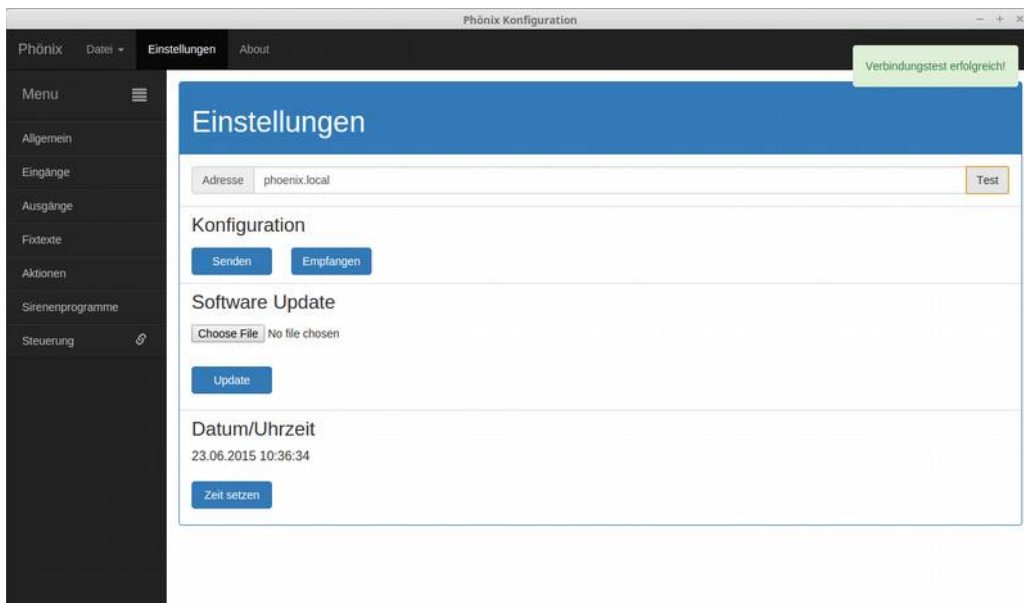 Phönix Konfiguration
Phönix Datei Einstellungen About
Verbindungstest erfolgreich!
Menu
Allgemein
Eingänge
Ausgänge
Fixtexte
Aktionen
Sirenenprogramme
Steuerung
Einstellungen
Adresse phoenix.local Test
Konfiguration
Senden Empfangen
Software Update
Choose File No file chosen
Update
Datum/Uhrzeit
23.06.2015 10:36:34
Zeit setzen